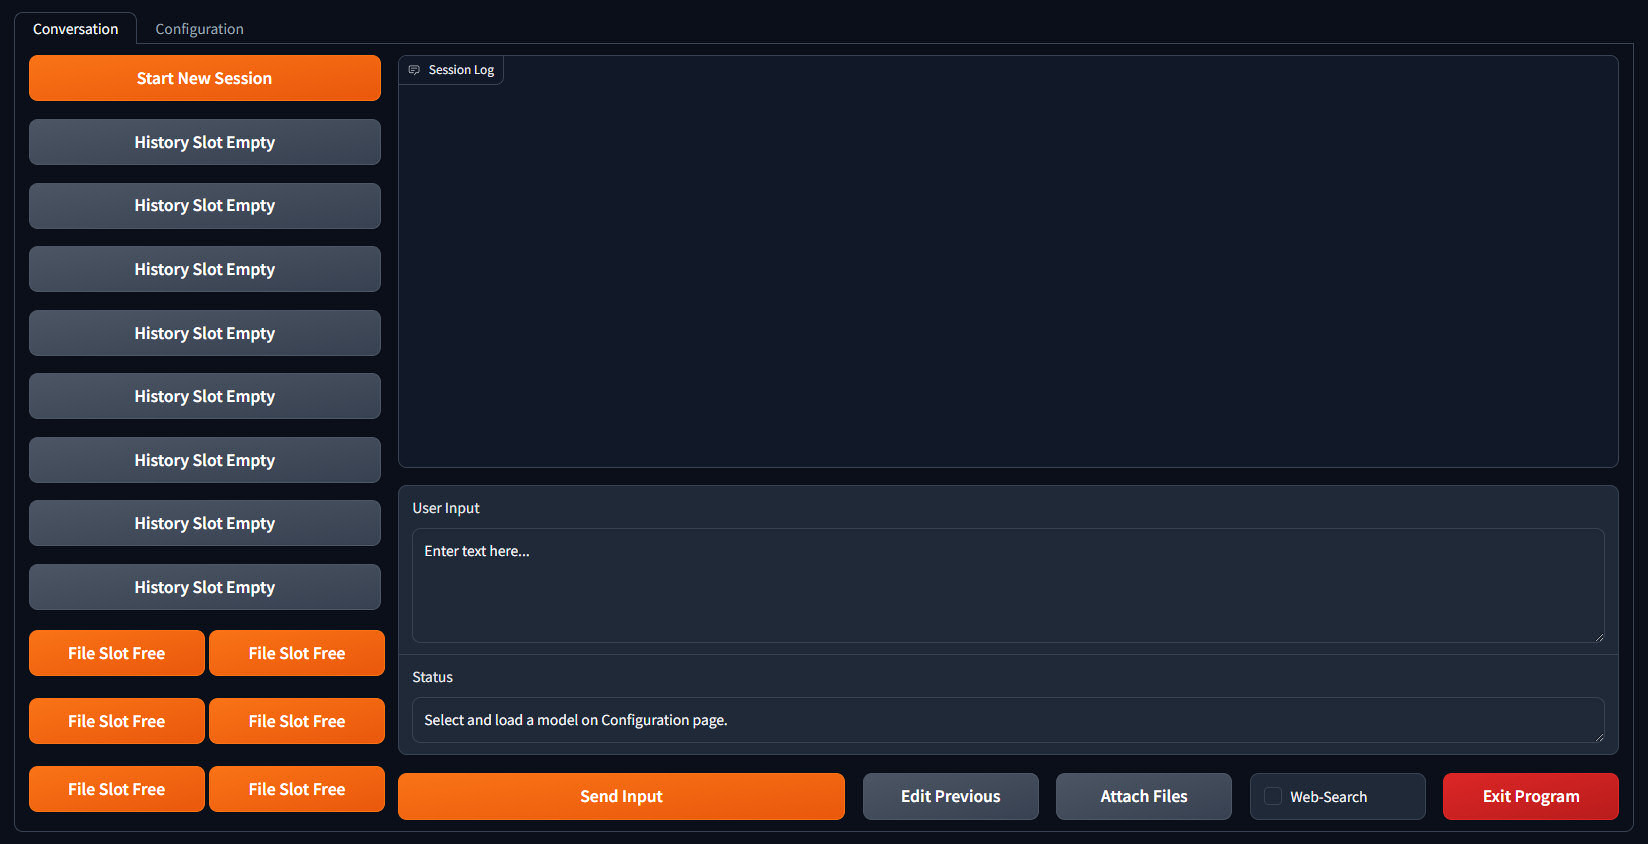 Conversation
Configuration
Start New Session
History Slot Empty
History Slot Empty
History Slot Empty
History Slot Empty
History Slot Empty
History Slot Empty
History Slot Empty
History Slot Empty
File Slot Free
File Slot Free
File Slot Free
File Slot Free
File Slot Free
File Slot Free
Session Log
User Input
Enter text here...
Status
Select and load a model on Configuration page.
Send Input
Edit Previous
Attach Files
Web-Search
Exit Program